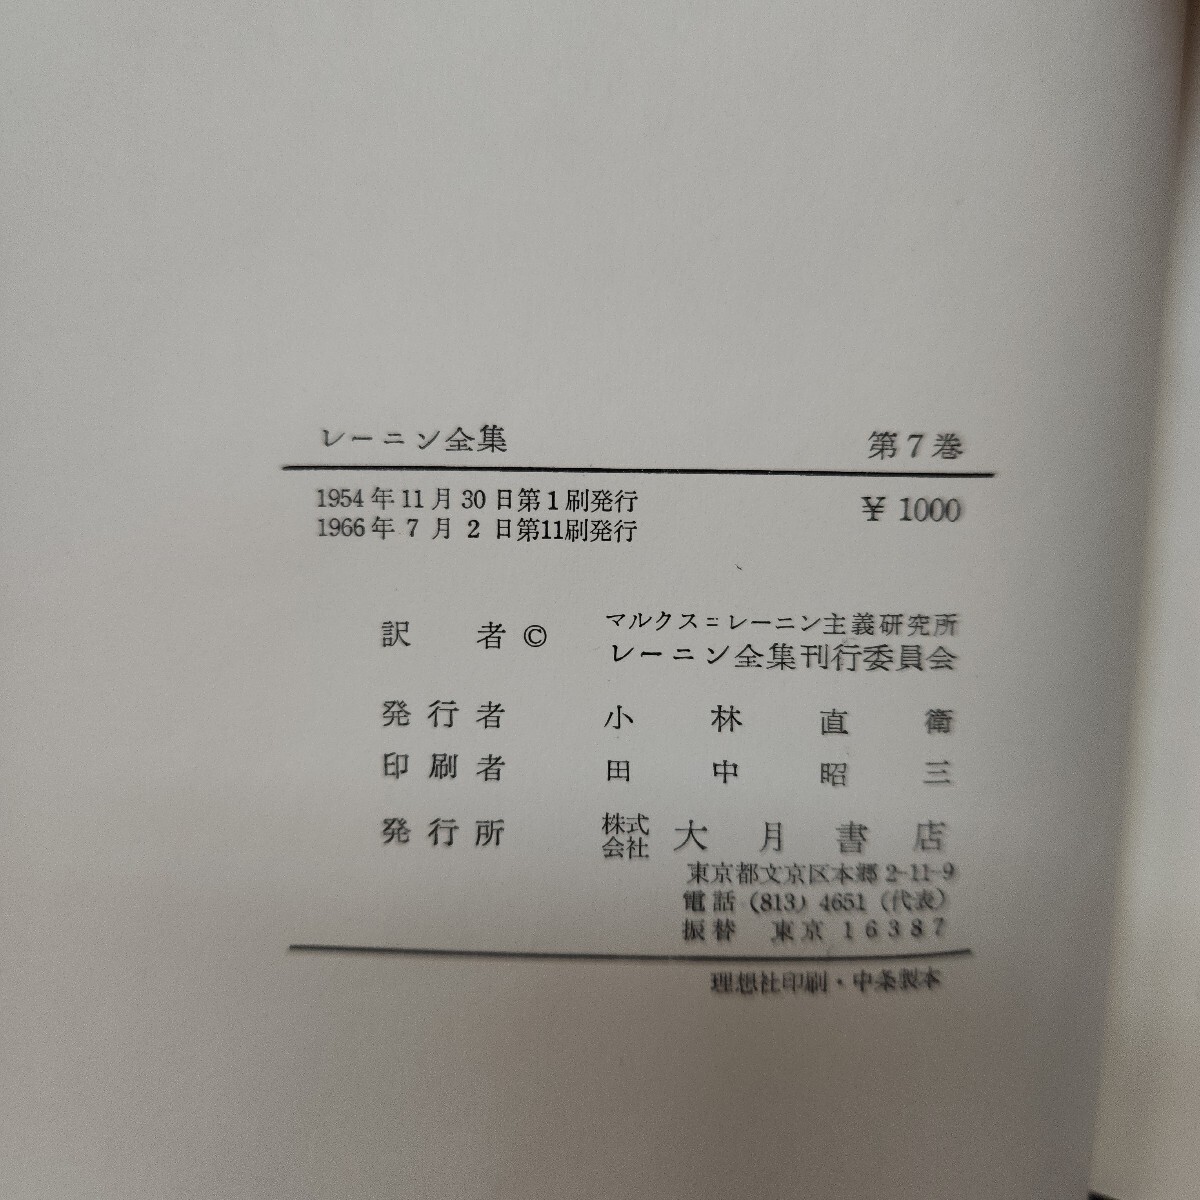 レーニン全集 第7巻
1954年11月30日第1刷発行 ¥1000
1966年7月2日第11刷発行
訳者© マルクス=レーニン主義研究所
レーニン全集刊行委員会
発行者 小林直衛
印刷者 田中昭三
発行所 株式会社 大月書店
東京都文京区本郷2-11-9
電話(813)4651(代表)
振替 東京16387
理想社印刷・中条製本